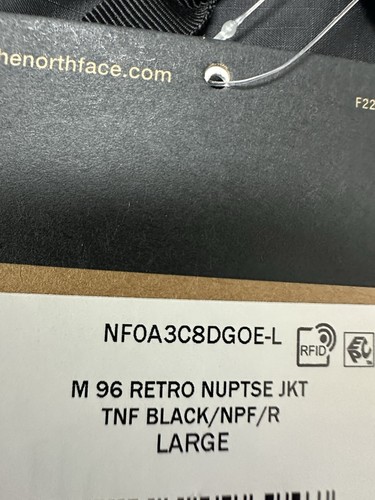 henorthface.com
F22
NF0A3C8DGOE-L
RFID
M 96 RETRO NUPTSE JKT
TNF BLACK/NPF/R
LARGE